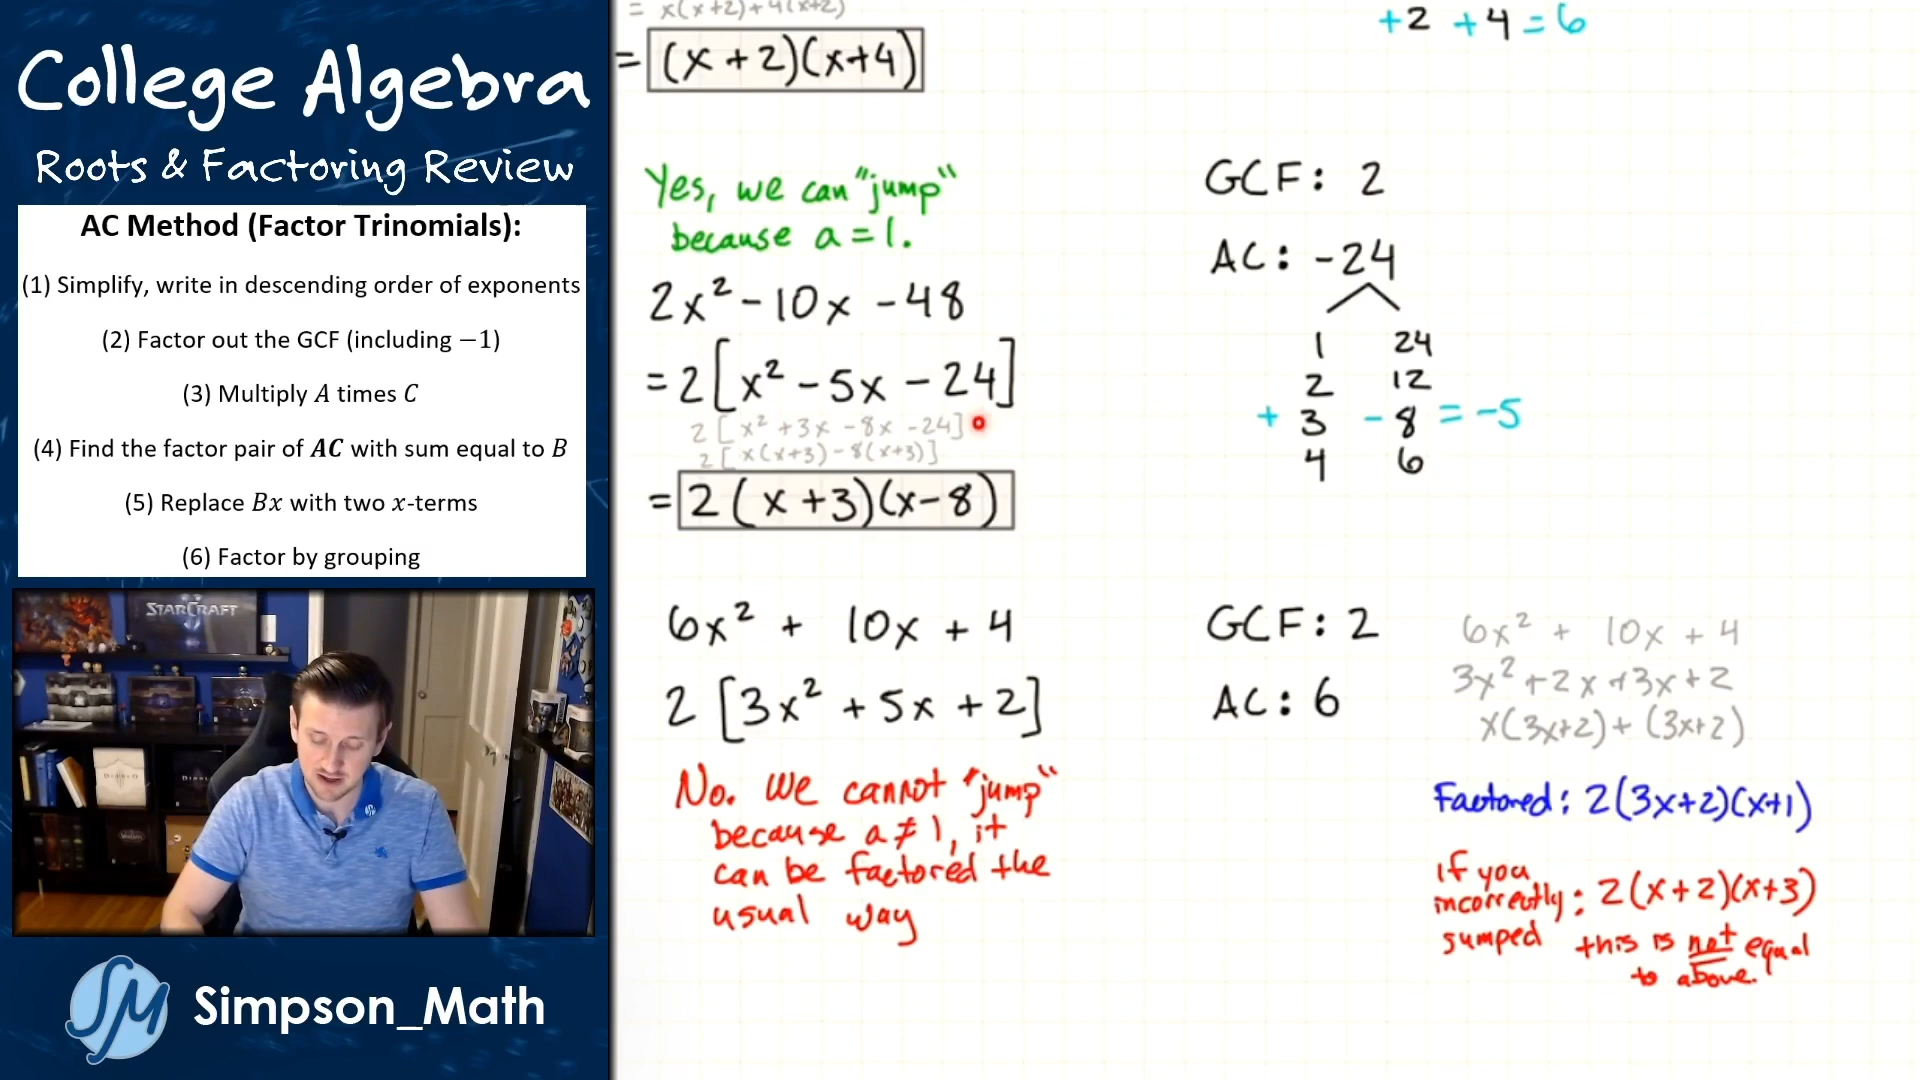 College Algebra
Roots & Factoring Review
AC Method (Factor Trinomials):
(1) Simplify, write in descending order of exponents
(2) Factor out the GCF (including −1)
(3) Multiply A times C
(4) Find the factor pair of AC with sum equal to B
(5) Replace Bx with two x-terms
(6) Factor by grouping
STARCRAFT
DIABLO
SM
Simpson_Math
= x(x+2)+4(x+2)
= (x+2)(x+4)
+2 +4 = 6
Yes, we can "jump"
because a = 1.
2x² - 10x - 48
= 2[x² - 5x - 24]
2[x² + 3x - 8x - 24]
2[x(x+3) - 8(x+3)]
= 2(x+3)(x-8)
GCF: 2
AC: -24
1 24
2 12
+ 3 - 8 = -5
4 6
6x² + 10x + 4
2[3x² + 5x + 2]
No. We cannot "jump"
because a ≠ 1, it
can be factored the
usual way
GCF: 2
AC: 6
6x² + 10x + 4
3x² + 2x + 3x + 2
x(3x+2) + (3x+2)
Factored: 2(3x+2)(x+1)
if you
incorrectly: 2(x+2)(x+3)
jumped this is not equal
to above.